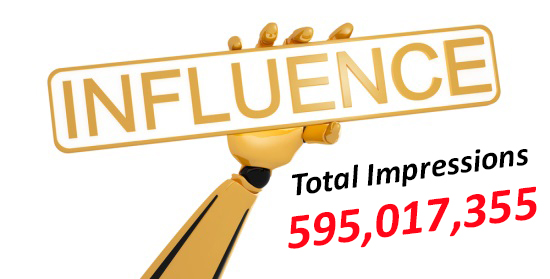 INFLUENCE
Total Impressions
595,017,355